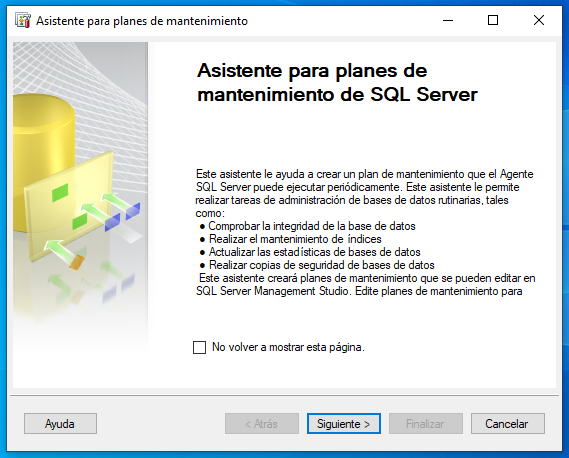 Asistente para planes de mantenimiento
Asistente para planes de
mantenimiento de SQL Server
Este asistente le ayuda a crear un plan de mantenimiento que el Agente
SQL Server puede ejecutar periódicamente. Este asistente le permite
realizar tareas de administración de bases de datos rutinarias, tales
como:
● Comprobar la integridad de la base de datos
● Realizar el mantenimiento de índices
● Actualizar las estadísticas de bases de datos
● Realizar copias de seguridad de bases de datos
Este asistente creará planes de mantenimiento que se pueden editar en
SQL Server Management Studio. Edite planes de mantenimiento para
No volver a mostrar esta página.
Ayuda
< Atrás
Siguiente >
Finalizar
Cancelar